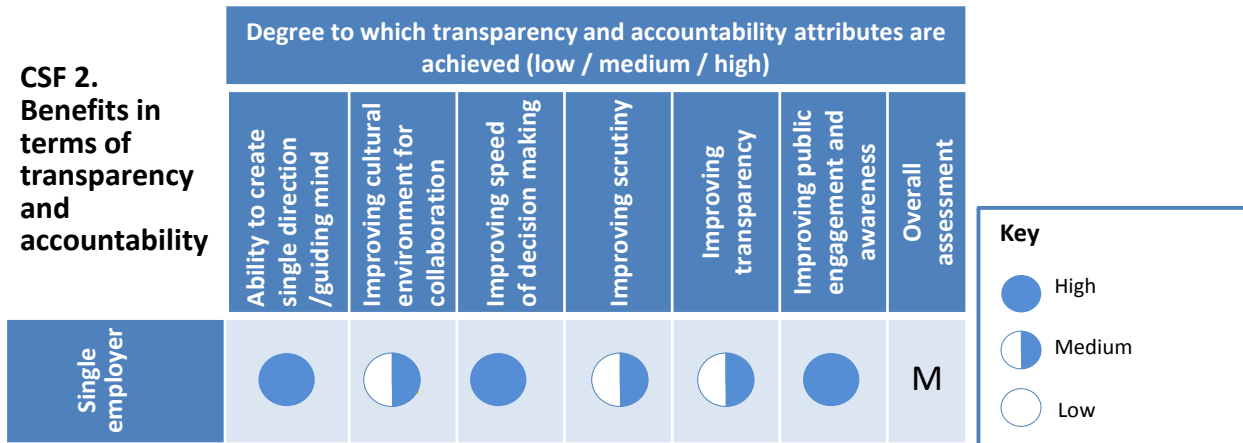 CSF 2.
Benefits in
terms of
transparency
and
accountability
Degree to which transparency and accountability attributes are
achieved (low / medium / high)
Ability to create
single direction
/guiding mind
Improving cultural
environment for
collaboration
Improving speed
of decision making
Improving scrutiny
Improving
transparency
Improving public
engagement and
awareness
Overall
assessment
Single
employer
M
Key
High
Medium
Low